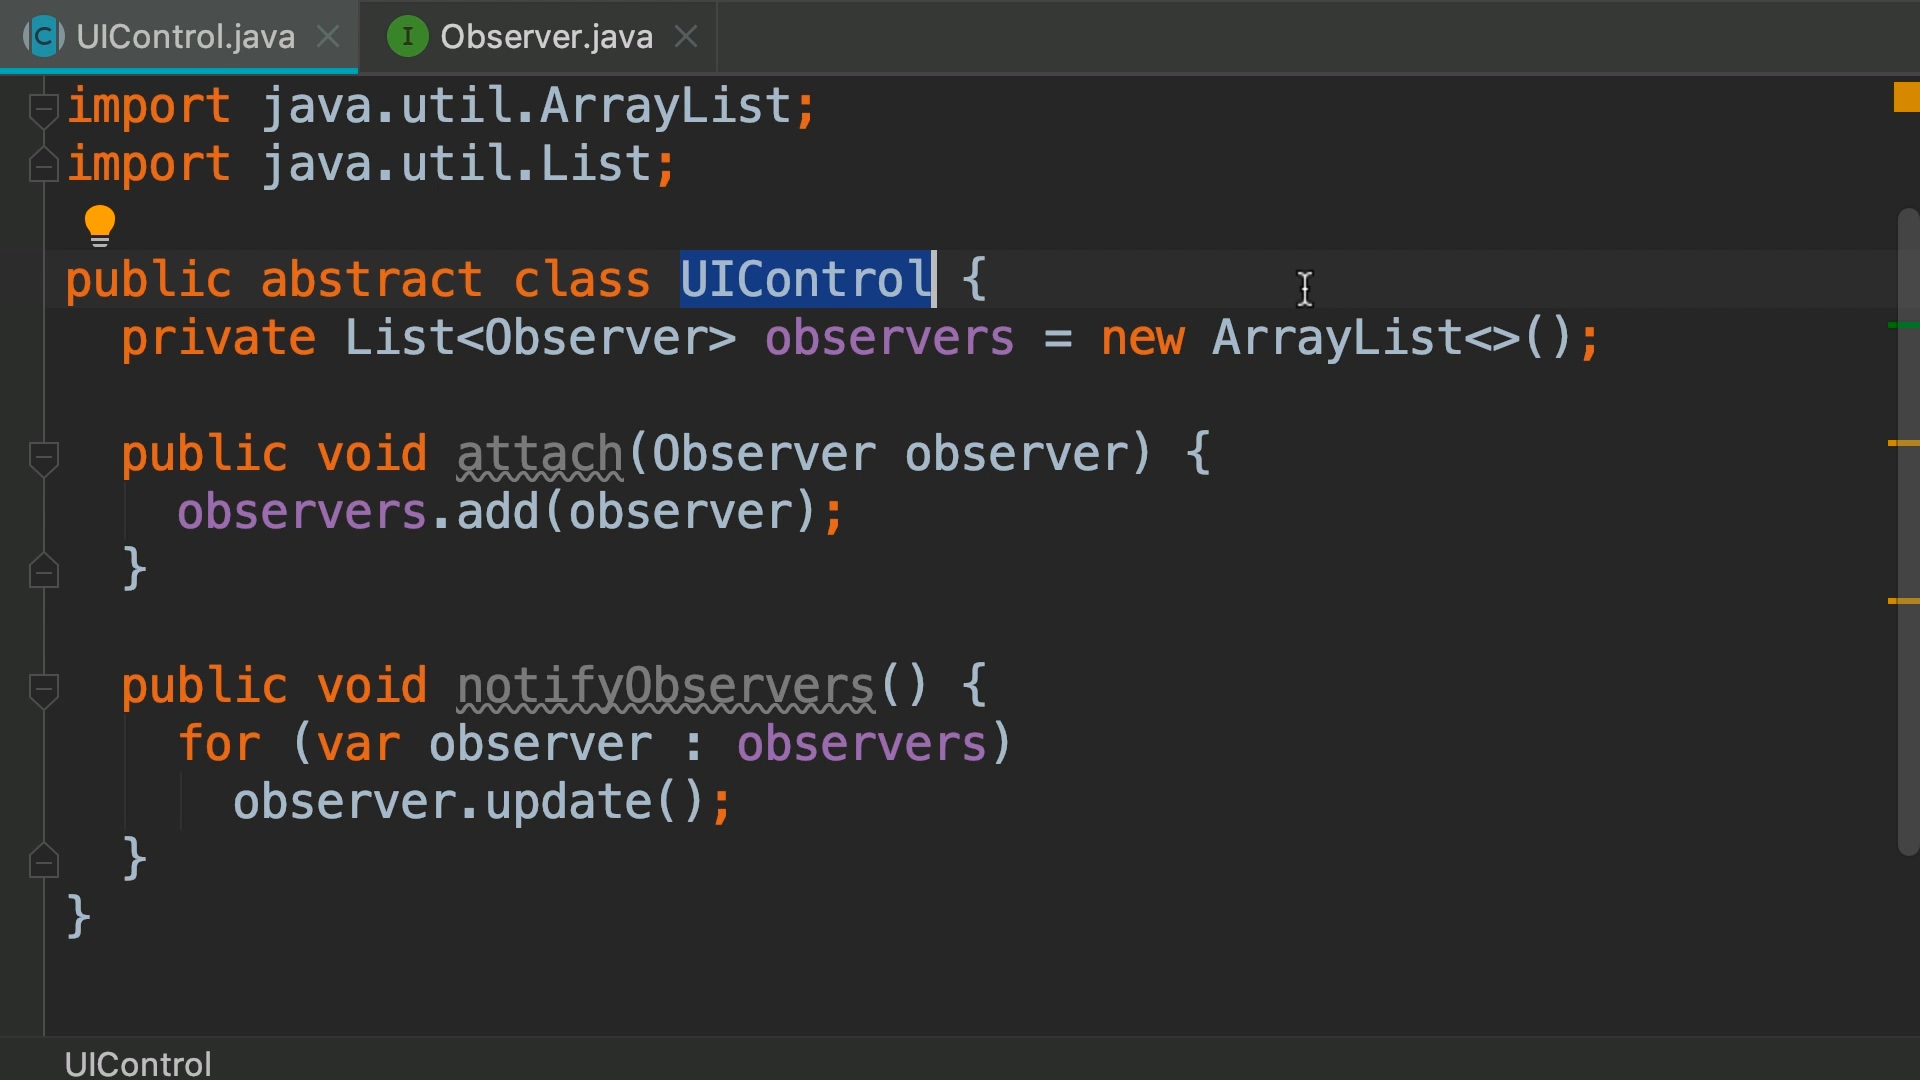 UIControl.java Observer.java
import java.util.ArrayList;
import java.util.List;
public abstract class UIControl {
private List<Observer> observers = new ArrayList<>();
public void attach(Observer observer) {
observers.add(observer);
}
public void notifyObservers() {
for (var observer : observers)
observer.update();
}
}
UIControl